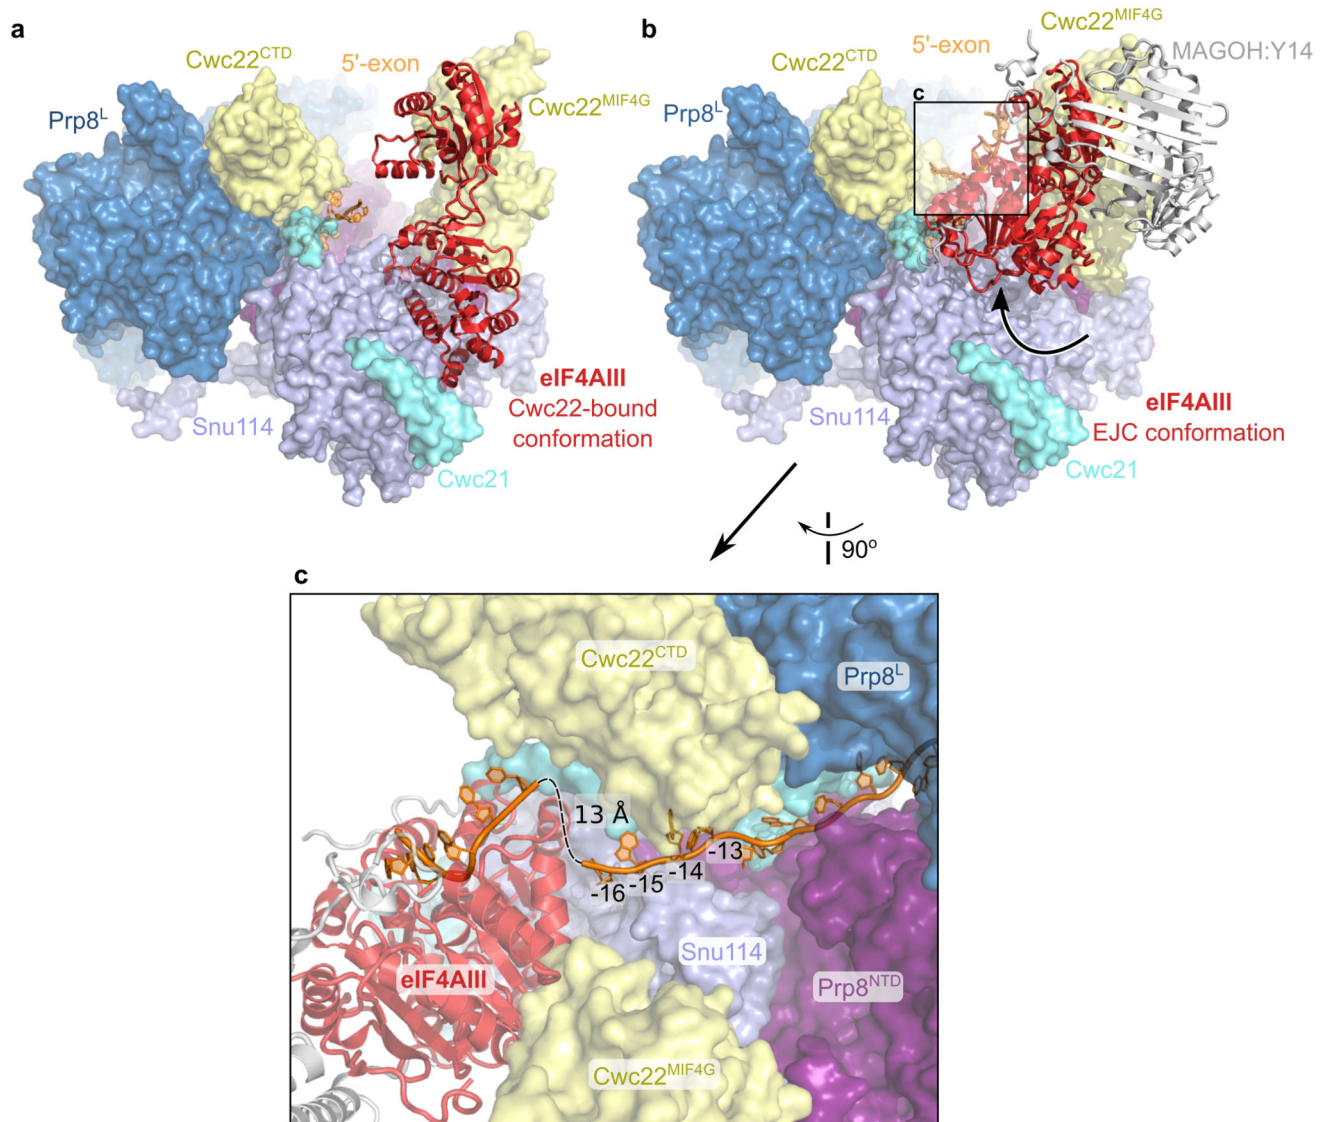 a
Cwc22CTD
5'-exon
Cwc22MIF4G
Prp8L
Snu114
eIF4AIII
Cwc22-bound
conformation
Cwc21
b
Cwc22MIF4G
5'-exon
MAGOH:Y14
Cwc22CTD
c
Prp8L
Snu114
eIF4AIII
EJC conformation
Cwc21
90o
c
Cwc22CTD
Prp8L
13 Å
-13
-14
-15
-16
Snu114
eIF4AIII
Prp8NTD
Cwc22MIF4G